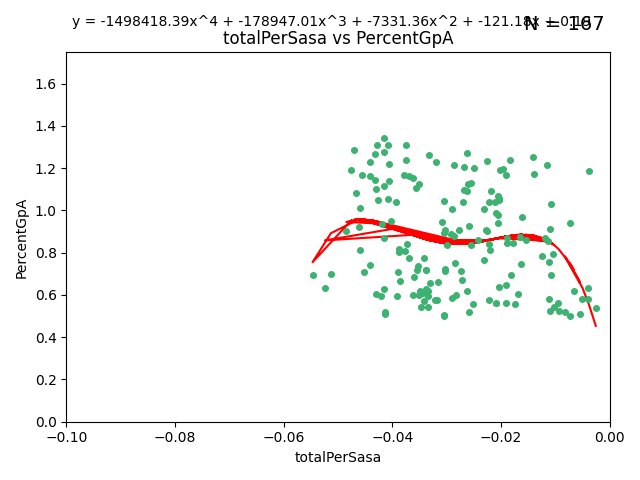 y = -1498418.39x^4 + -178947.01x^3 + -7331.36x^2 + -121.18x + 0.16
N = 167
totalPerSasa vs PercentGpA
PercentGpA
1.6
1.4
1.2
1.0
0.8
0.6
0.4
0.2
0.0
−0.10 −0.08 −0.06 −0.04 −0.02 0.00
totalPerSasa